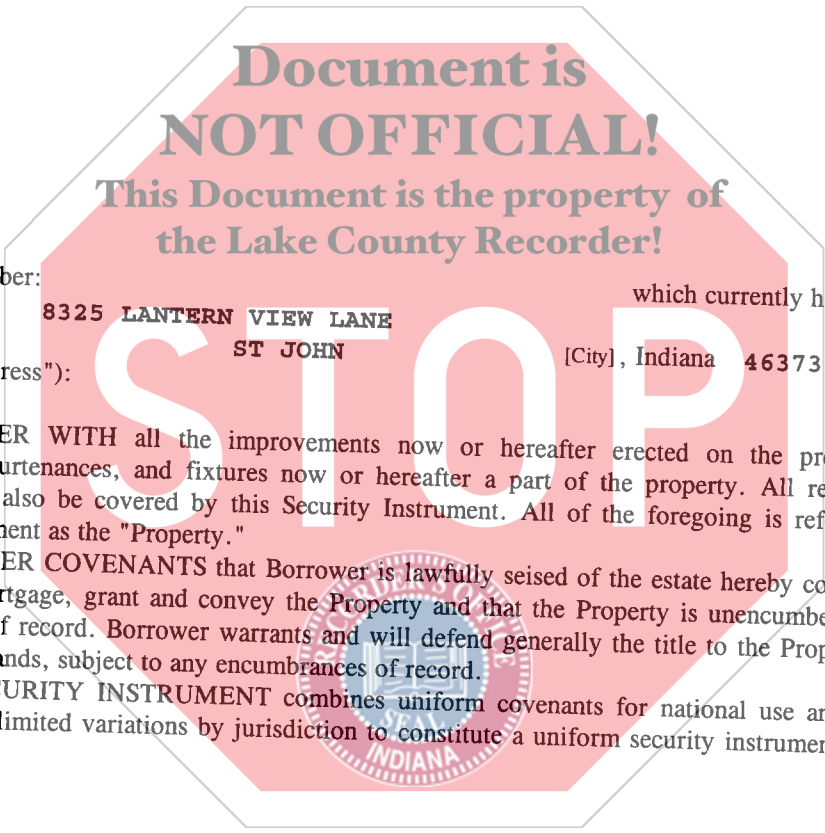 Document is
NOT OFFICIAL!
This Document is the property of
the Lake County Recorder!
ber:
which currently h
8325 LANTERN VIEW LANE
ST JOHN [City], Indiana 46373
ress"):
STOP
ER WITH all the improvements now or hereafter erected on the pr
urtenances, and fixtures now or hereafter a part of the property. All re
also be covered by this Security Instrument. All of the foregoing is ref
ent as the "Property."
ER COVENANTS that Borrower is lawfully seised of the estate hereby co
rtgage, grant and convey the Property and that the Property is unencumbe
f record. Borrower warrants and will defend generally the title to the Prop
ands, subject to any encumbrances of record.
CURITY INSTRUMENT combines uniform covenants for national use a
limited variations by jurisdiction to constitute a uniform security instrumen
RECORDER'S OFFICE
SEAL
INDIANA